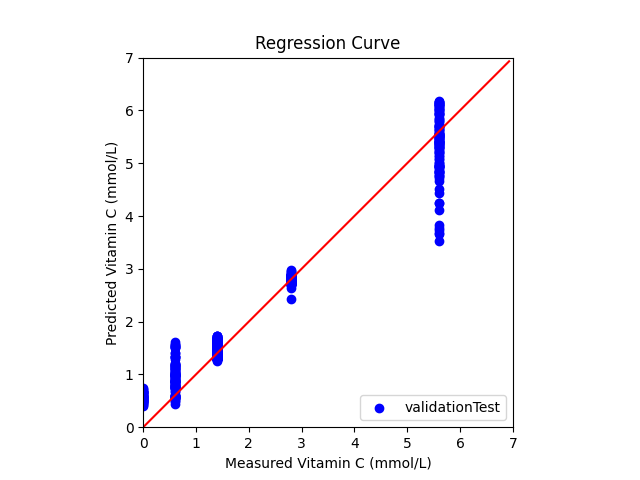 Regression Curve
7
6
5
4
3
2
1
0
Predicted Vitamin C (mmol/L)
validationTest
0 1 2 3 4 5 6 7
Measured Vitamin C (mmol/L)